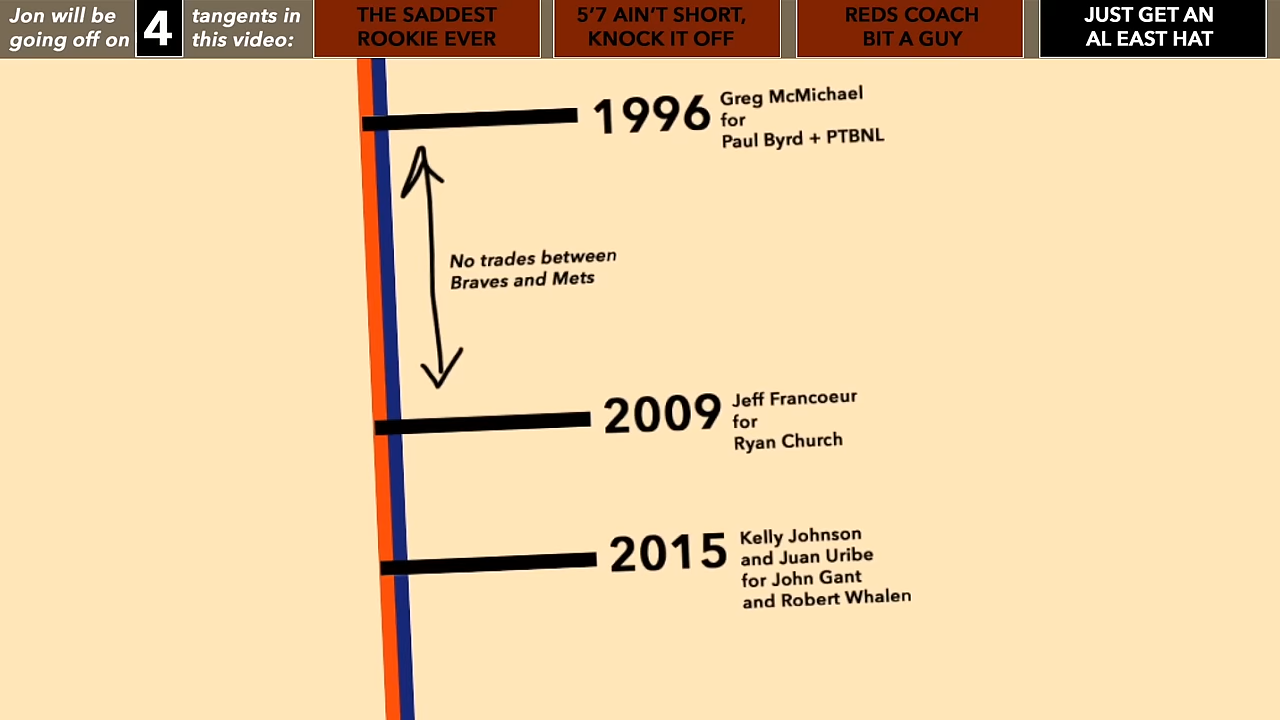 Jon will be
going off on
4
tangents in
this video:
THE SADDEST
ROOKIE EVER
5'7 AIN'T SHORT,
KNOCK IT OFF
REDS COACH
BIT A GUY
JUST GET AN
AL EAST HAT
1996
Greg McMichael
for
Paul Byrd + PTBNL
No trades between
Braves and Mets
2009
Jeff Francoeur
for
Ryan Church
2015
Kelly Johnson
and Juan Uribe
for John Gant
and Robert Whalen